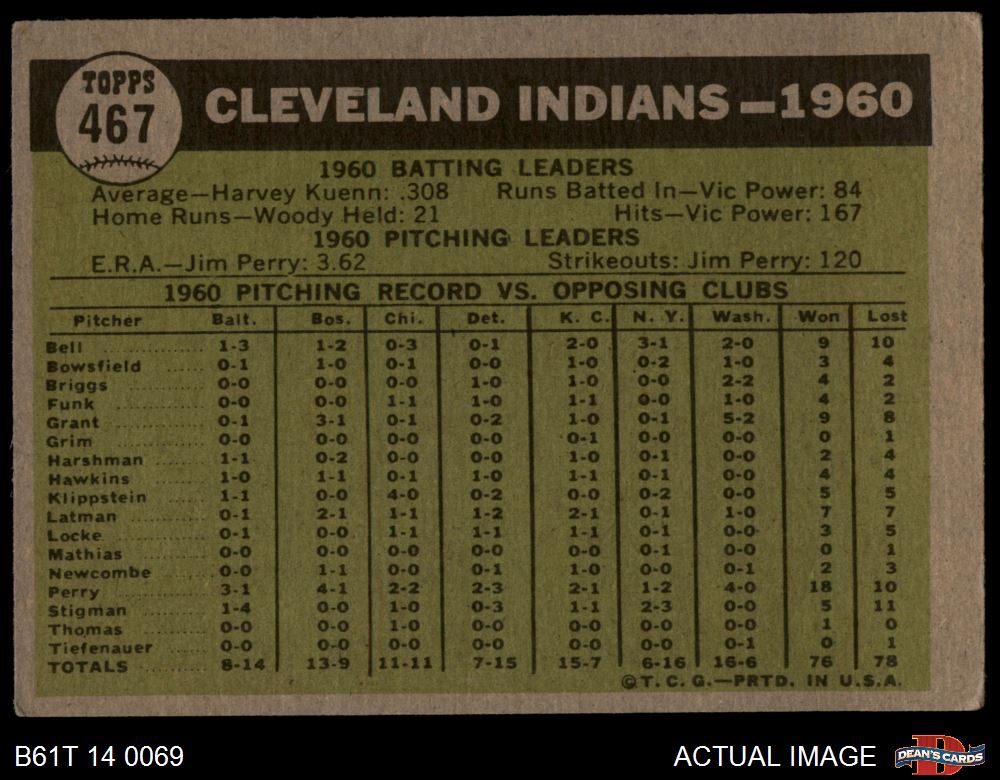 TOPPS
467
CLEVELAND INDIANS—1960
1960 BATTING LEADERS
Average—Harvey Kuenn: .308 Runs Batted In—Vic Power: 84
Home Runs—Woody Held: 21 Hits—Vic Power: 167
1960 PITCHING LEADERS
E.R.A.—Jim Perry: 3.62 Strikeouts: Jim Perry: 120
1960 PITCHING RECORD VS. OPPOSING CLUBS
Pitcher Balt. Bos. Chi. Det. K. C. N. Y. Wash. Won Lost
Bell 1-3 1-2 0-3 0-1 2-0 3-1 2-0 9 10
Bowsfield 0-1 1-0 0-1 0-0 1-0 0-2 1-0 3 4
Briggs 0-0 0-0 0-0 1-0 1-0 0-0 2-2 4 2
Funk 0-0 0-0 1-1 1-0 1-1 0-0 1-0 4 2
Grant 0-1 3-1 0-1 0-2 1-0 0-1 5-2 9 8
Grim 0-0 0-0 0-0 0-0 0-1 0-0 0-0 0 1
Harshman 1-1 0-2 0-0 0-0 1-0 0-1 0-0 2 4
Hawkins 1-0 1-1 0-1 1-0 1-1 0-1 0-0 4 4
Klippstein 1-1 0-0 4-0 0-2 0-0 0-2 0-0 5 5
Latman 0-1 2-1 1-1 1-2 2-1 0-1 1-0 7 7
Locke 0-1 0-0 1-1 1-1 1-1 0-1 0-0 3 5
Mathias 0-0 0-0 0-0 0-0 0-0 0-1 0-0 0 1
Newcombe 0-0 1-1 0-0 0-1 1-0 0-0 0-1 2 3
Perry 3-1 4-1 2-2 2-3 2-1 1-2 4-0 18 10
Stigman 1-4 0-0 1-0 0-3 1-1 2-3 0-0 5 11
Thomas 0-0 0-0 1-0 0-0 0-0 0-0 0-0 1 0
Tiefenauer 0-0 0-0 0-0 0-0 0-0 0-0 0-1 0 1
TOTALS 8-14 13-9 11-11 7-15 15-7 6-16 16-6 76 78
©T. C. G.—PRTD. IN U.S.A.
B61T 14 0069 ACTUAL IMAGE DEAN'S CARDS